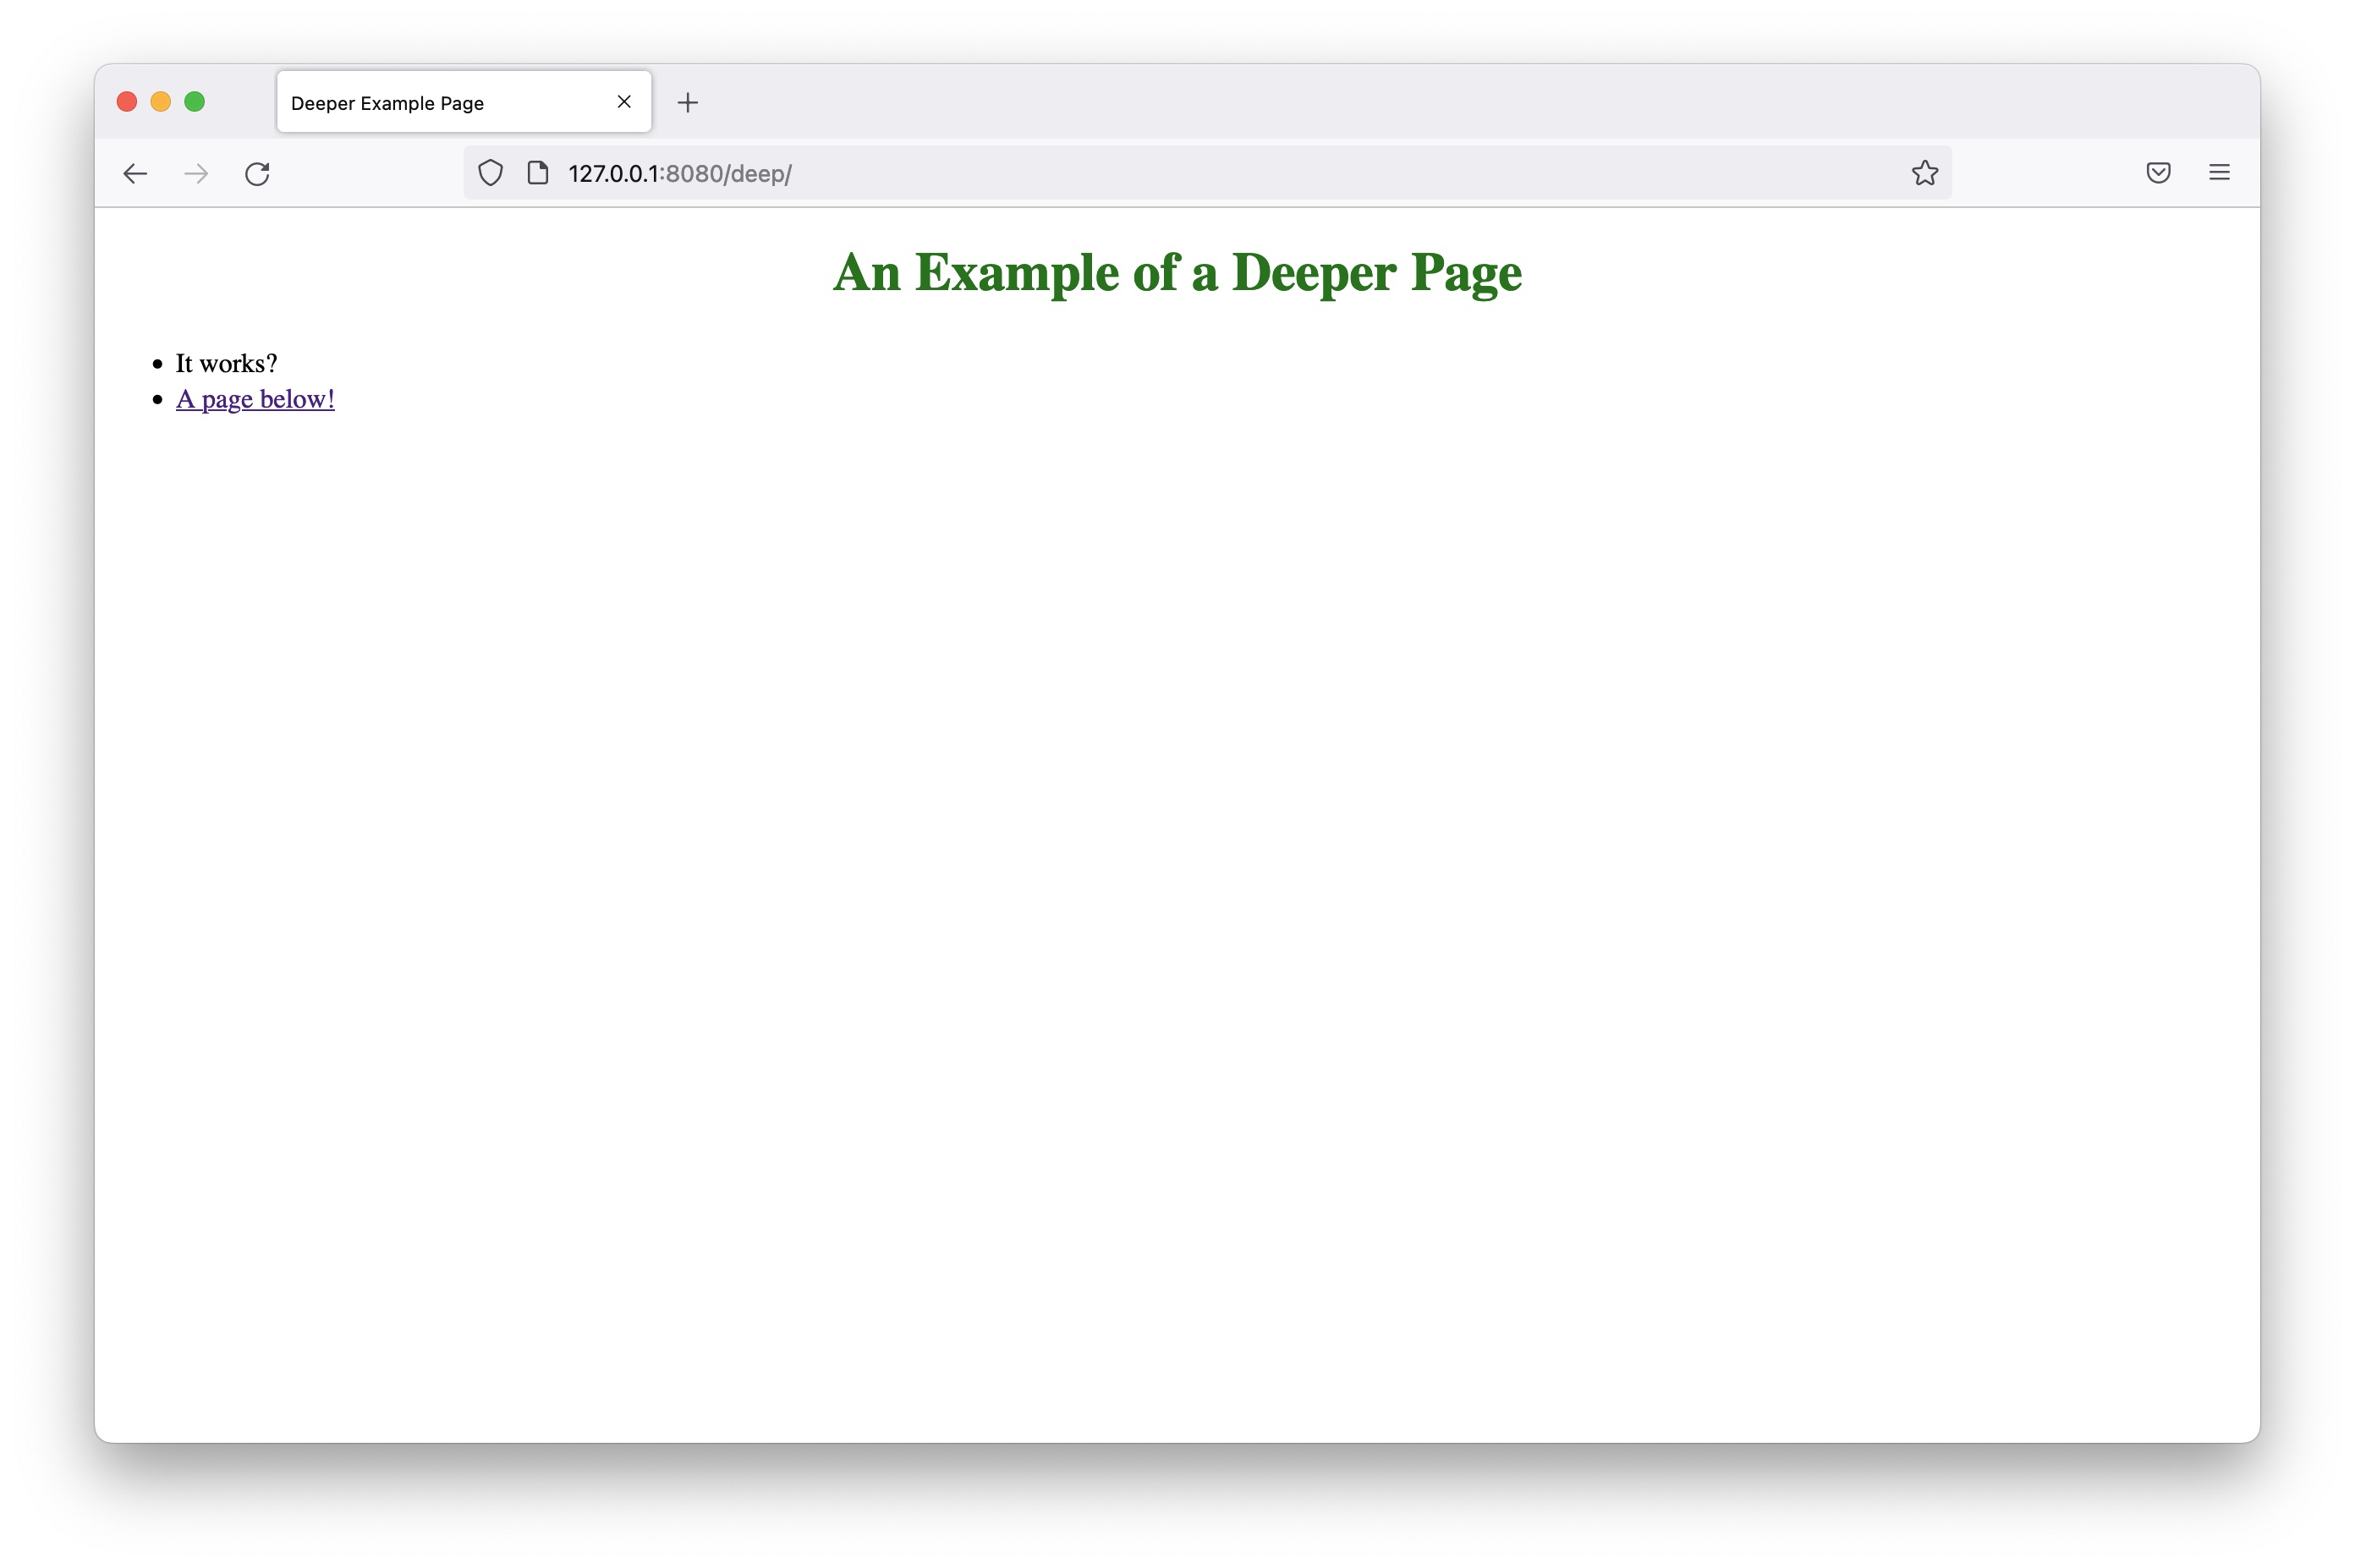 Deeper Example Page
127.0.0.1:8080/deep/
An Example of a Deeper Page
It works?
A page below!